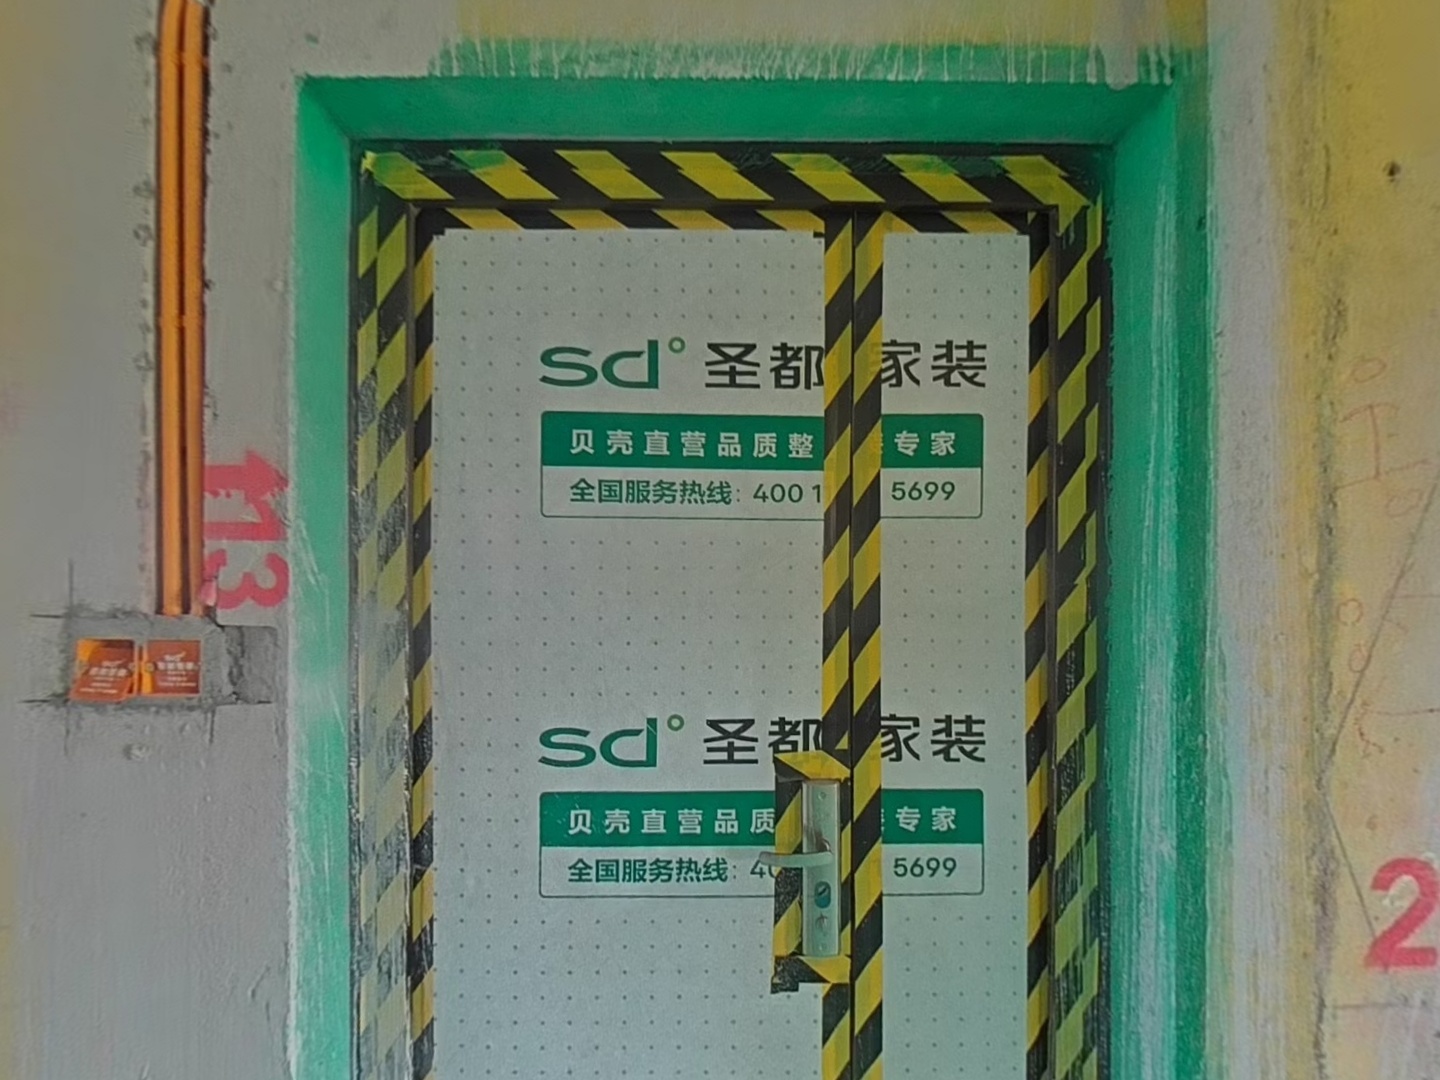 sd° 圣都家装
贝壳直营品质整 专家
全国服务热线: 400 1 5699
113
sd° 圣都家装
贝壳直营品质 专家
全国服务热线: 40 5699
2